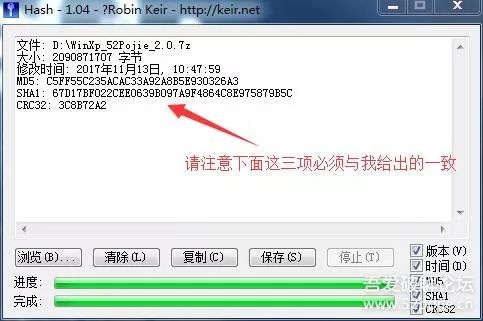 Hash - 1.04 - ?Robin Keir - http://keir.net
文件: D:\WinXp_52Pojie_2.0.7z
大小: 2090871707 字节
修改时间: 2017年11月13日, 10:47:59
MD5: C5FF55C235ACAC33A92A8B5E930326A3
SHA1: 67D17BF022CEE0639B097A9F4864C8E975879B5C
CRC32: 3C8B72A2
请注意下面这三项必须与我给出的一致
浏览(B)... 清除(L) 复制(C) 保存(S) 停止(T)
版本(V)
时间(D)
进度:
MD5
完成:
SHA1
CRC32
吾爱破解论坛